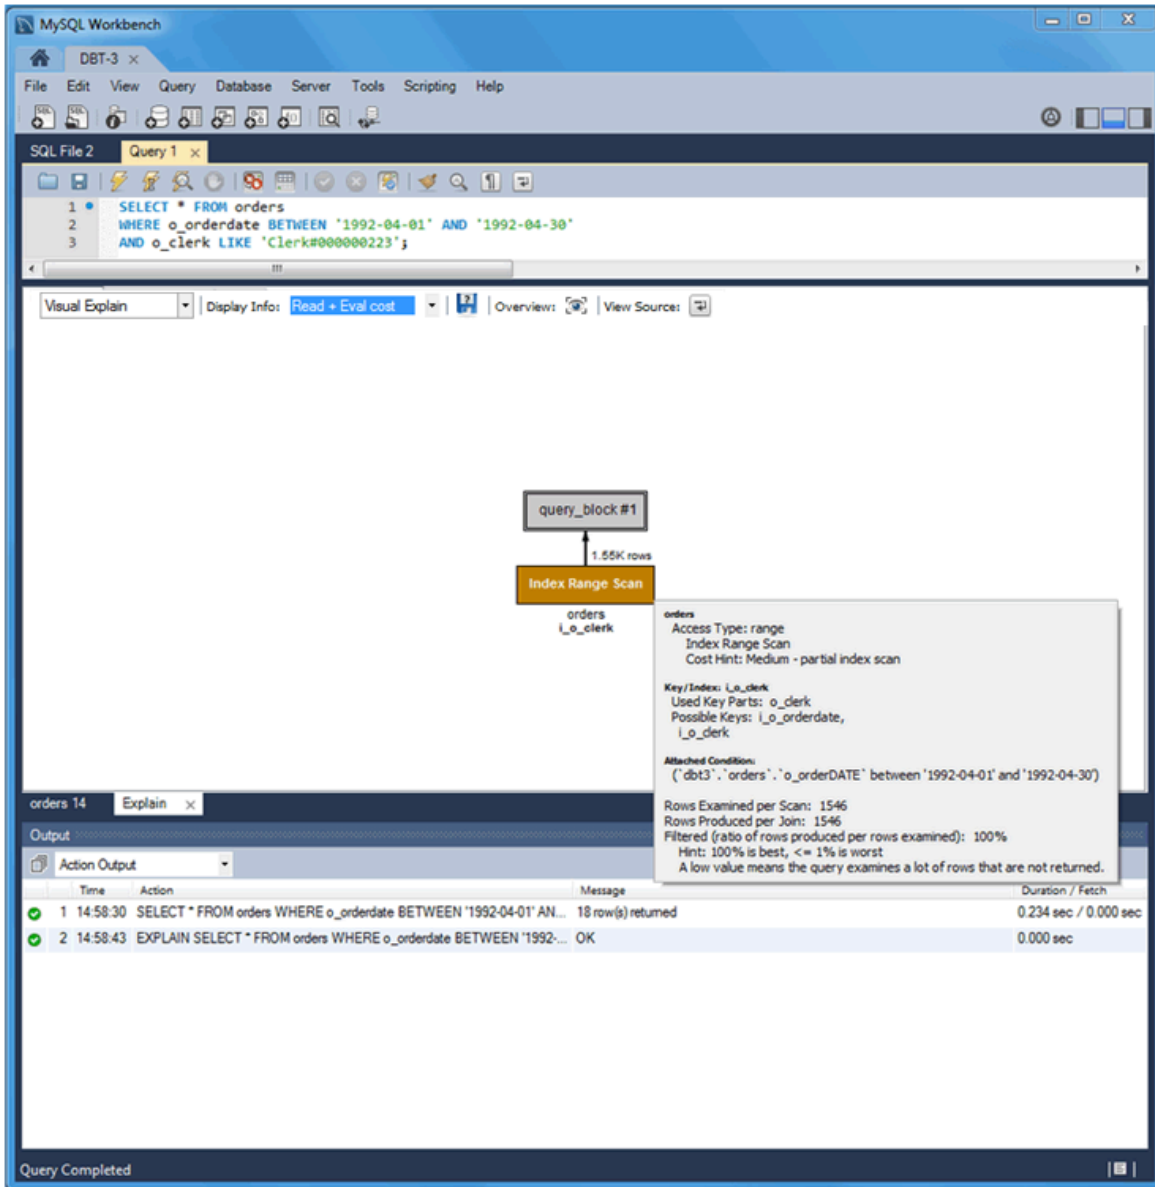 MySQL Workbench
DBT-3
File Edit View Query Database Server Tools Scripting Help
SQL File 2 Query 1
1 SELECT * FROM orders
2 WHERE o_orderdate BETWEEN '1992-04-01' AND '1992-04-30'
3 AND o_clerk LIKE 'Clerk#000000223';
Visual Explain Display Info: Read + Eval cost Overview: View Source:
query_block #1
1.55K rows
Index Range Scan
orders
i_o_clerk
orders
Access Type: range
Index Range Scan
Cost Hint: Medium - partial index scan
Key/Index: i_o_clerk
Used Key Parts: o_clerk
Possible Keys: i_o_orderdate,
i_o_clerk
Attached Condition:
(`dbt3`.`orders`.`o_orderDATE` between '1992-04-01' and '1992-04-30')
Rows Examined per Scan: 1546
Rows Produced per Join: 1546
Filtered (ratio of rows produced per rows examined): 100%
Hint: 100% is best, <= 1% is worst
A low value means the query examines a lot of rows that are not returned.
orders 14 Explain
Output
Action Output
Time Action Message Duration / Fetch
1 14:58:30 SELECT * FROM orders WHERE o_orderdate BETWEEN '1992-04-01' AN... 18 row(s) returned 0.234 sec / 0.000 sec
2 14:58:43 EXPLAIN SELECT * FROM orders WHERE o_orderdate BETWEEN '1992-... OK 0.000 sec
Query Completed